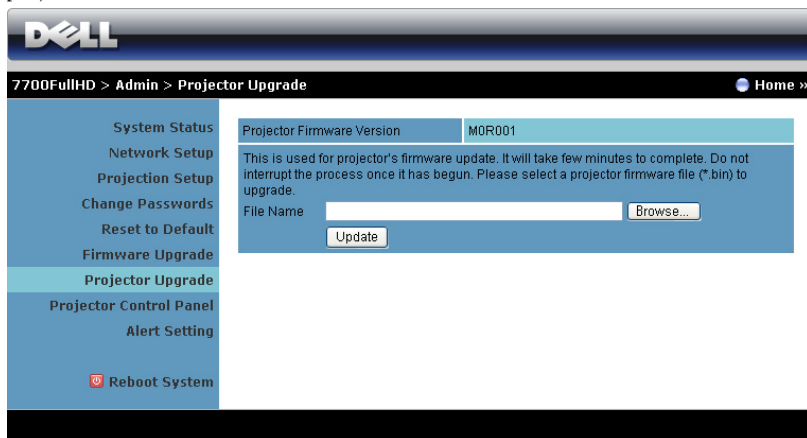 DELL
7700FullHD > Admin > Projector Upgrade
Home »
System Status
Network Setup
Projection Setup
Change Passwords
Reset to Default
Firmware Upgrade
Projector Upgrade
Projector Control Panel
Alert Setting
Reboot System
Projector Firmware Version M0R001
This is used for projector's firmware update. It will take few minutes to complete. Do not
interrupt the process once it has begun. Please select a projector firmware file (*.bin) to
upgrade.
File Name Browse...
Update